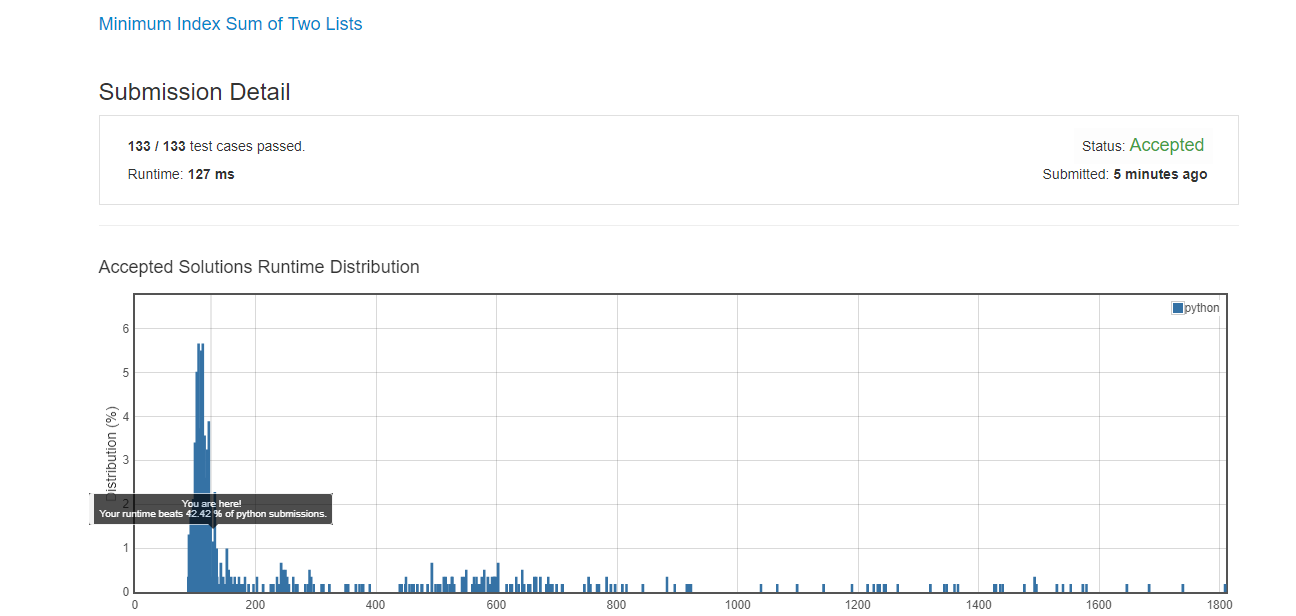 Minimum Index Sum of Two Lists
Submission Detail
133 / 133 test cases passed.
Status: Accepted
Runtime: 127 ms
Submitted: 5 minutes ago
Accepted Solutions Runtime Distribution
python
6
5
4
3
2
1
0
Distribution (%)
You are here!
Your runtime beats 42.42 % of python submissions.
0 200 400 600 800 1000 1200 1400 1600 1800